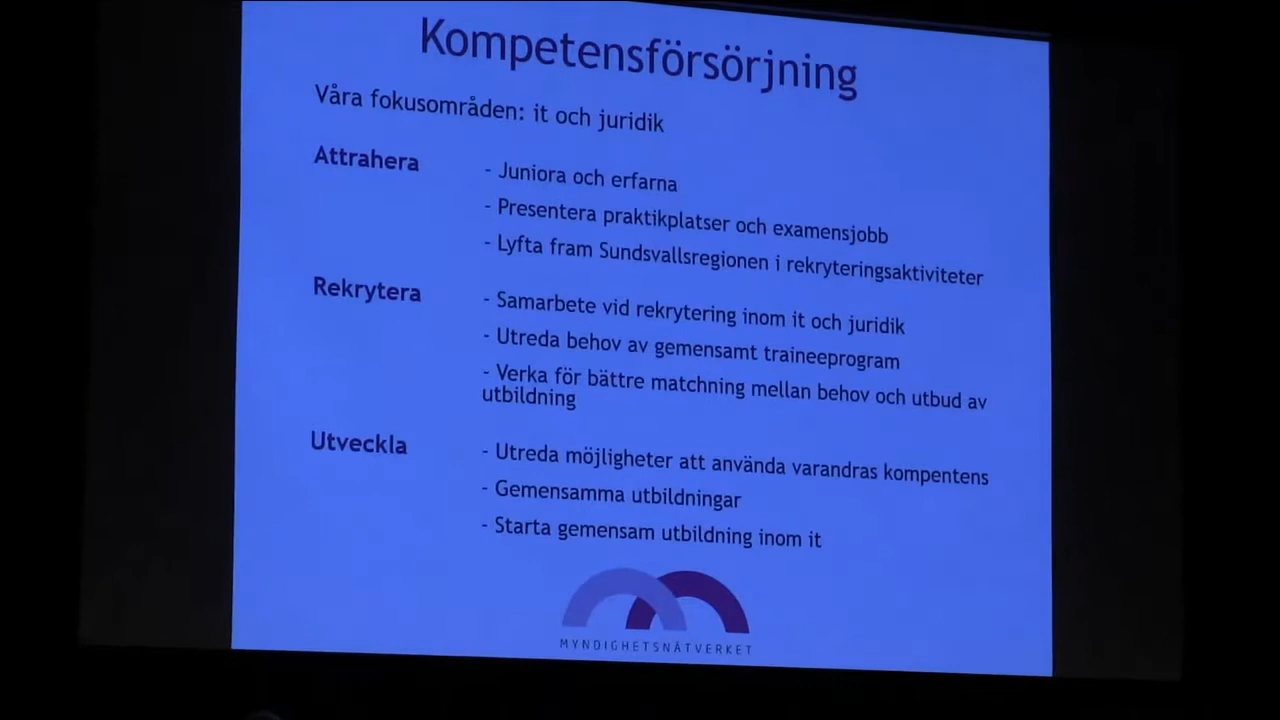 Kompetensförsörjning
Våra fokusområden: it och juridik
Attrahera
- Juniora och erfarna
- Presentera praktikplatser och examensjobb
- Lyfta fram Sundsvallsregionen i rekryteringsaktiviteter
Rekrytera
- Samarbete vid rekrytering inom it och juridik
- Utreda behov av gemensamt traineeprogram
- Verka för bättre matchning mellan behov och utbud av
utbildning
Utveckla
- Utreda möjligheter att använda varandras kompentens
- Gemensamma utbildningar
- Starta gemensam utbildning inom it
MYNDIGHETSNÄTVERKET